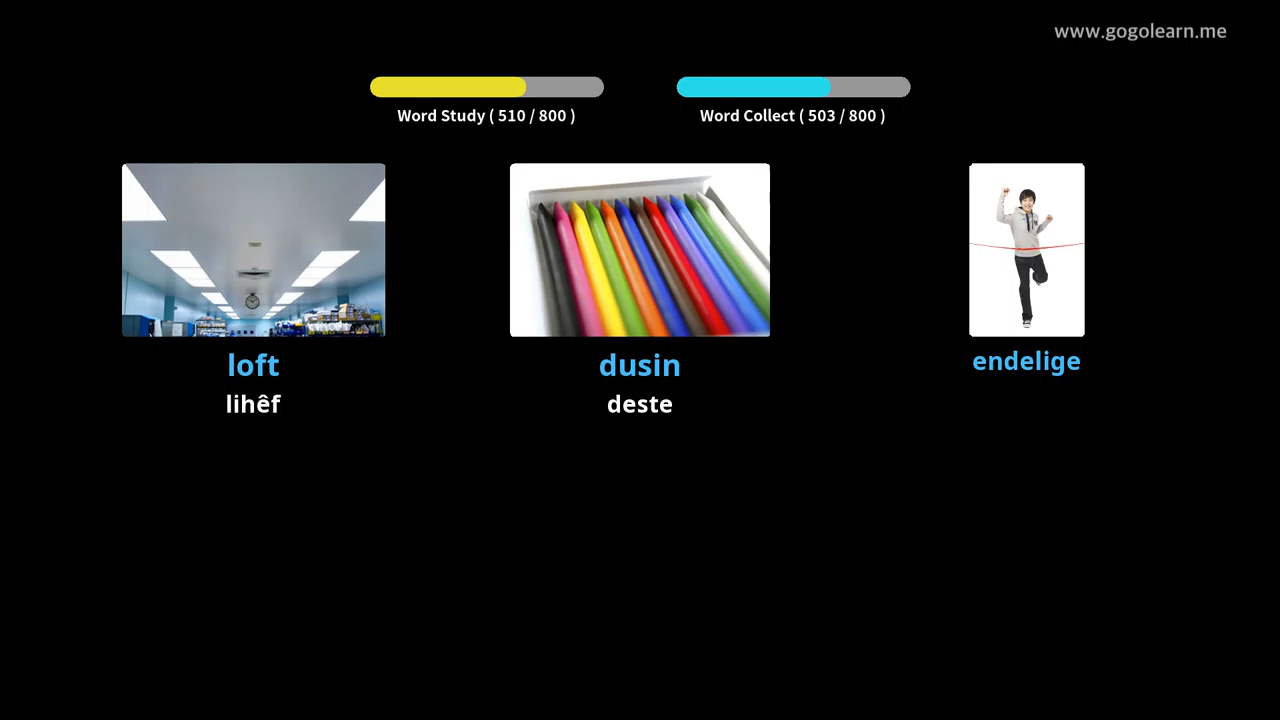 www.gogolearn.me
Word Study ( 510 / 800 )
Word Collect ( 503 / 800 )
loft
dusin
endelige
lihêf
deste